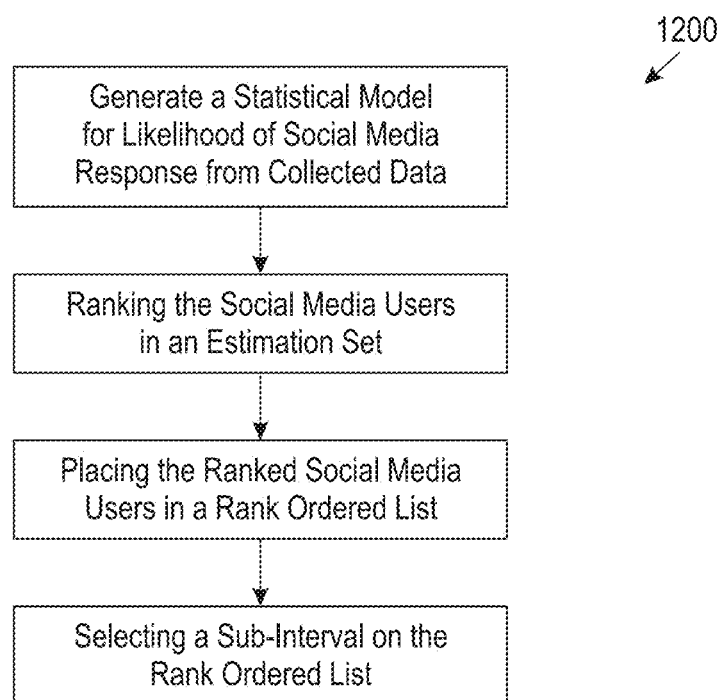 1200
Generate a Statistical Model
for Likelihood of Social Media
Response from Collected Data
Ranking the Social Media Users
in an Estimation Set
Placing the Ranked Social Media
Users in a Rank Ordered List
Selecting a Sub-Interval on the
Rank Ordered List